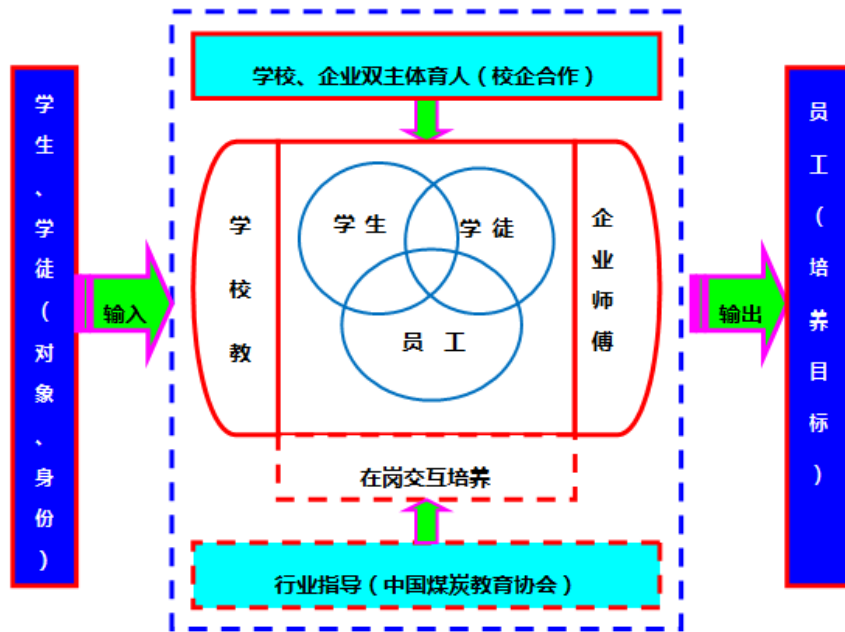 学校、企业双主体育人（校企合作）
学生、学徒（对象、身份）
输入
学校教
学生
学徒
员工
企业师傅
输出
员工（培养目标）
在岗交互培养
行业指导（中国煤炭教育协会）